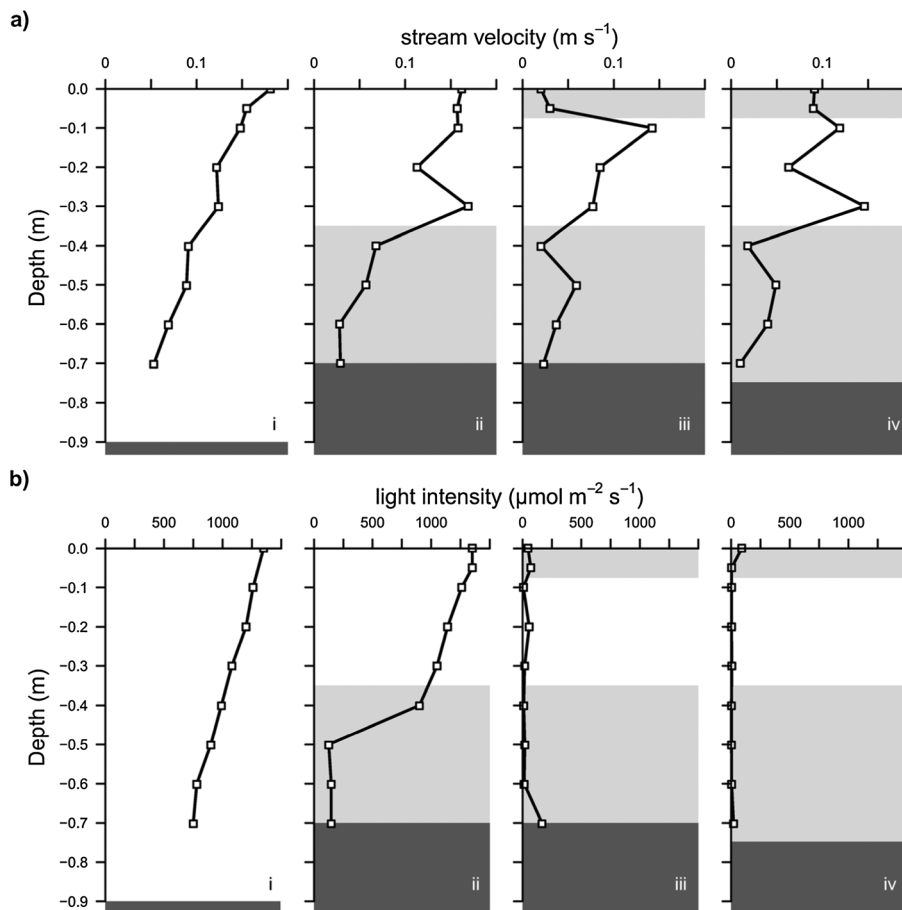 a)
stream velocity (m s⁻¹)
0 0.1 0 0.1 0 0.1 0 0.1
0.0
−0.1
−0.2
−0.3
−0.4
−0.5
−0.6
−0.7
−0.8
−0.9
Depth (m)
i ii iii iv
b)
light intensity (µmol m⁻² s⁻¹)
0 500 1000 0 500 1000 0 500 1000 0 500 1000
0.0
−0.1
−0.2
−0.3
−0.4
−0.5
−0.6
−0.7
−0.8
−0.9
Depth (m)
i ii iii iv